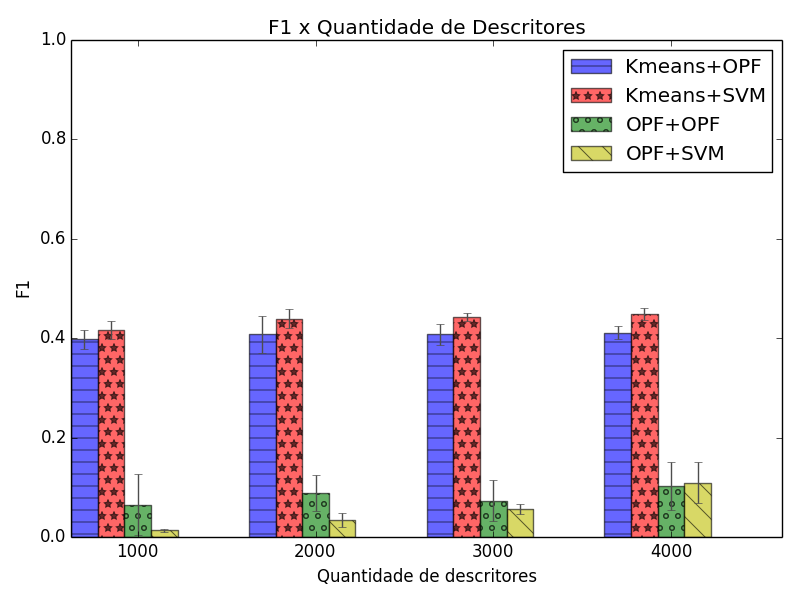 F1 x Quantidade de Descritores
1.0
0.8
0.6
0.4
0.2
0.0
F1
Kmeans+OPF
Kmeans+SVM
OPF+OPF
OPF+SVM
1000 2000 3000 4000
Quantidade de descritores